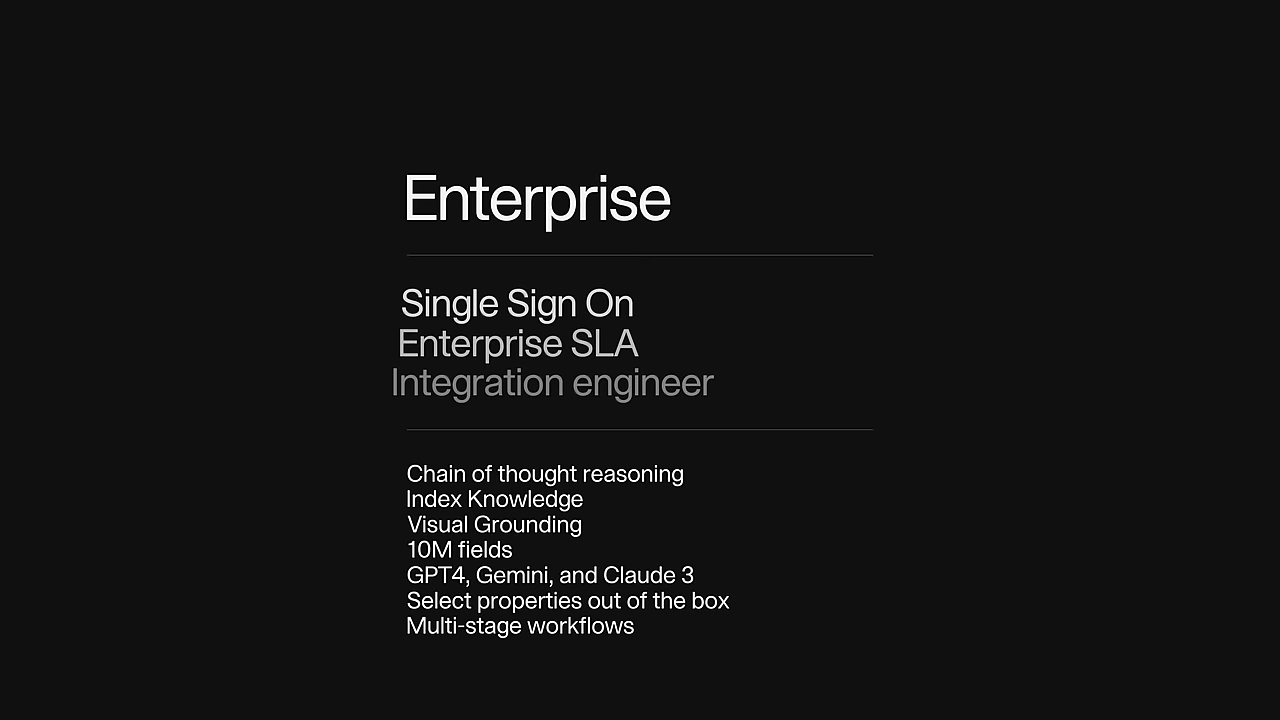 Enterprise
Single Sign On
Enterprise SLA
Integration engineer
Chain of thought reasoning
Index Knowledge
Visual Grounding
10M fields
GPT4, Gemini, and Claude 3
Select properties out of the box
Multi-stage workflows